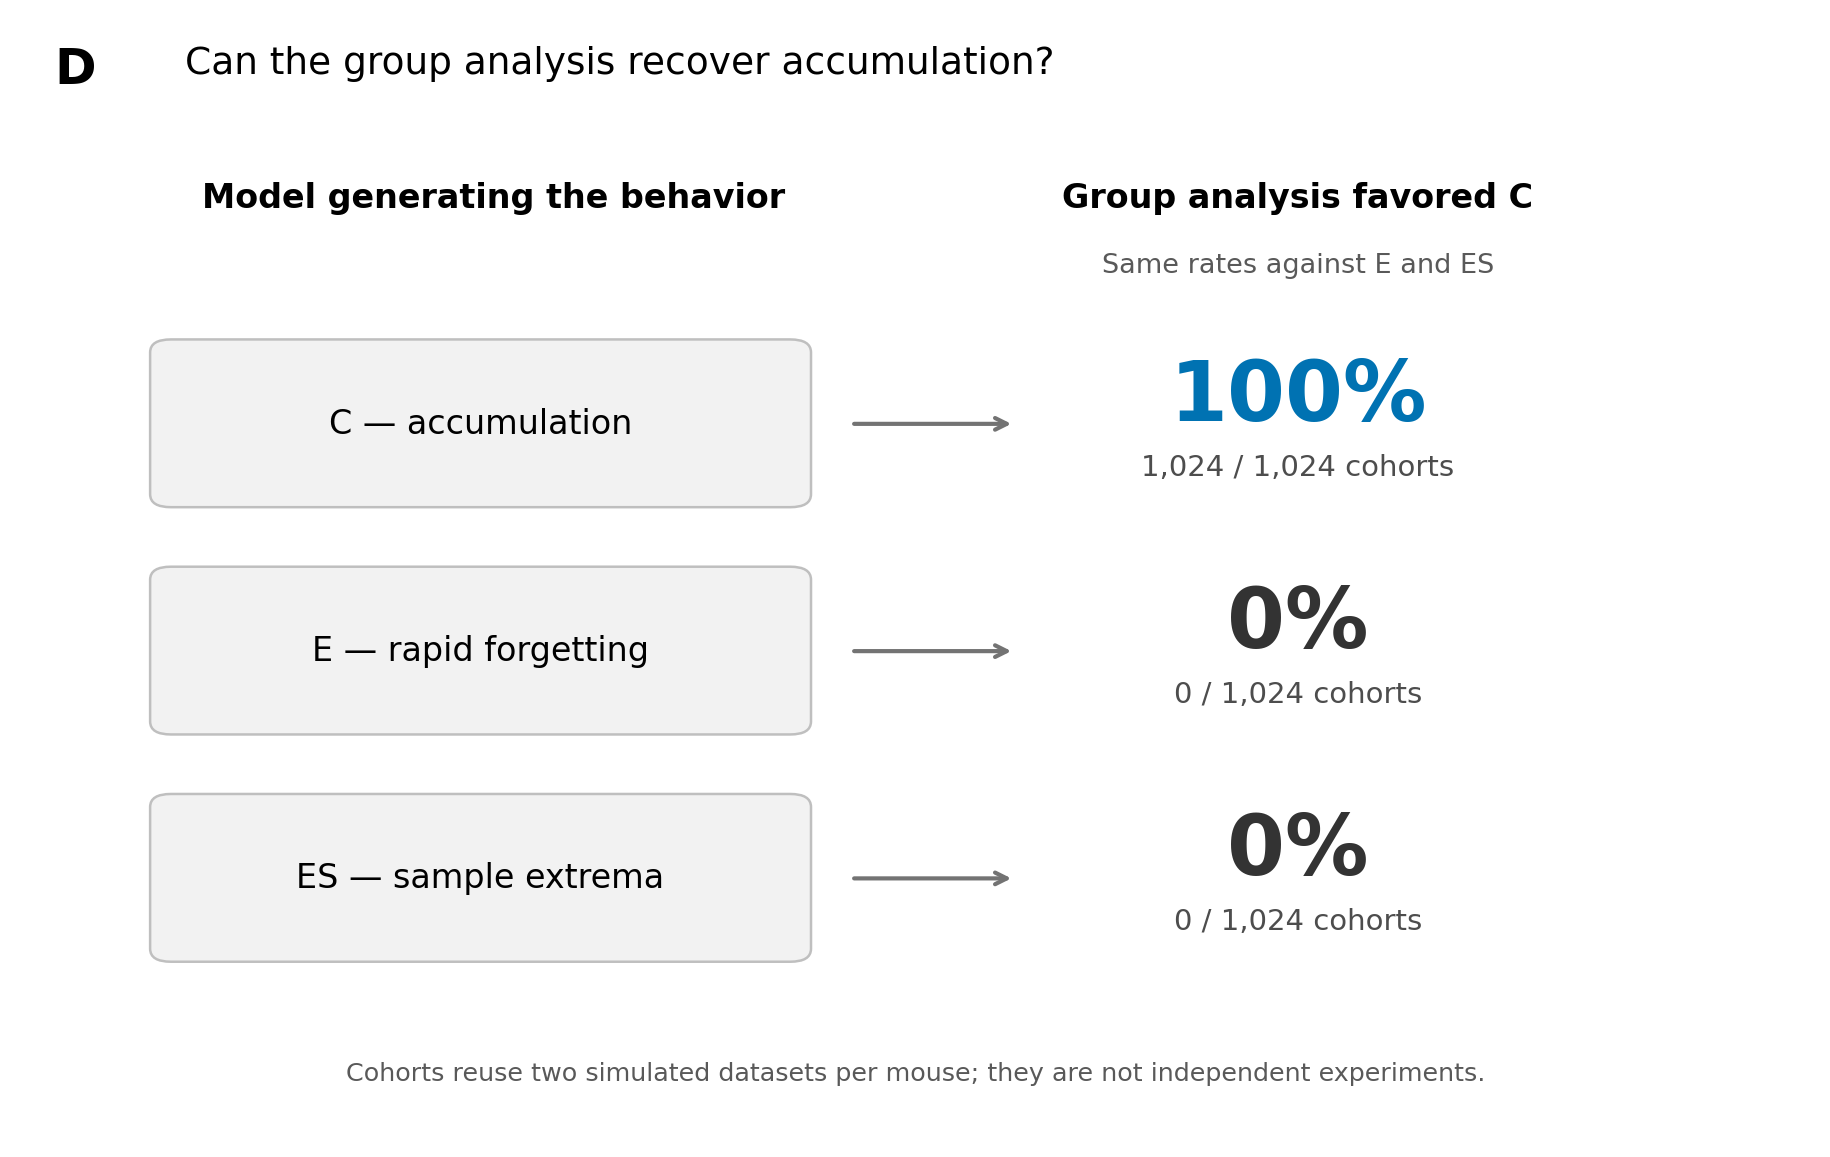 D
Can the group analysis recover accumulation?
Model generating the behavior
Group analysis favored C
Same rates against E and ES
C — accumulation
100%
1,024 / 1,024 cohorts
E — rapid forgetting
0%
0 / 1,024 cohorts
ES — sample extrema
0%
0 / 1,024 cohorts
Cohorts reuse two simulated datasets per mouse; they are not independent experiments.